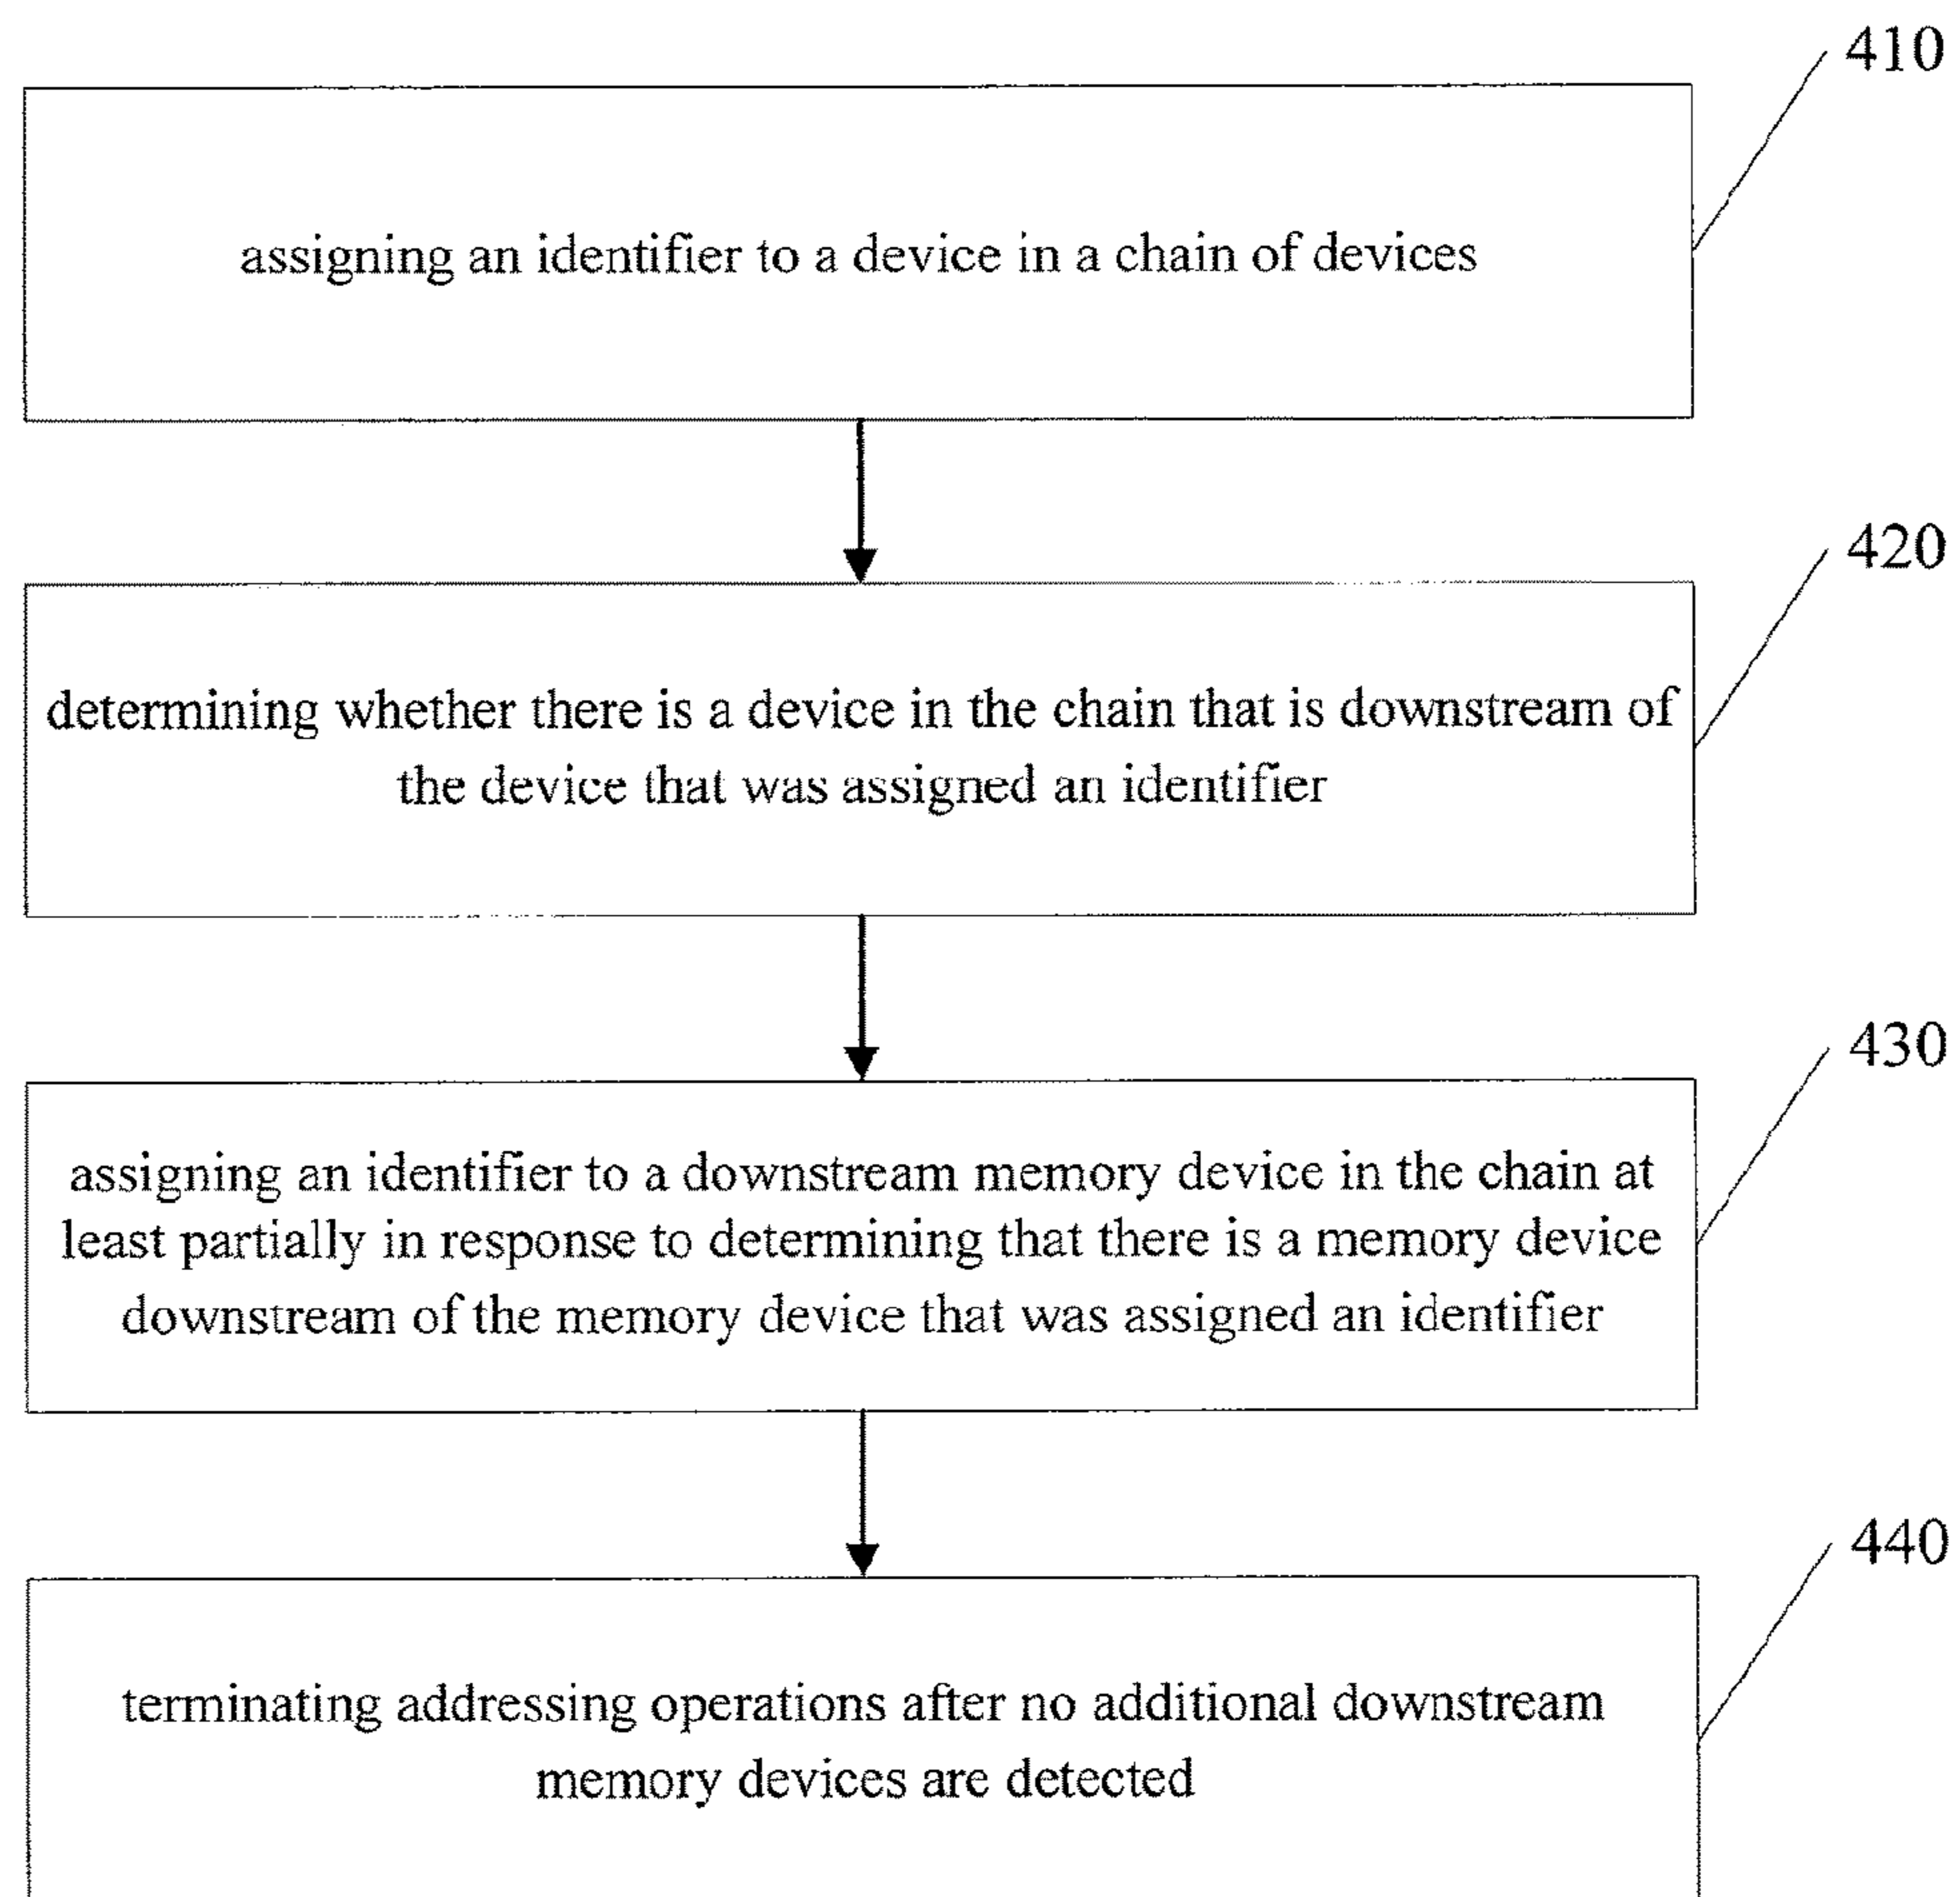 410
assigning an identifier to a device in a chain of devices
420
determining whether there is a device in the chain that is downstream of
the device that was assigned an identifier
430
assigning an identifier to a downstream memory device in the chain at
least partially in response to determining that there is a memory device
downstream of the memory device that was assigned an identifier
440
terminating addressing operations after no additional downstream
memory devices are detected